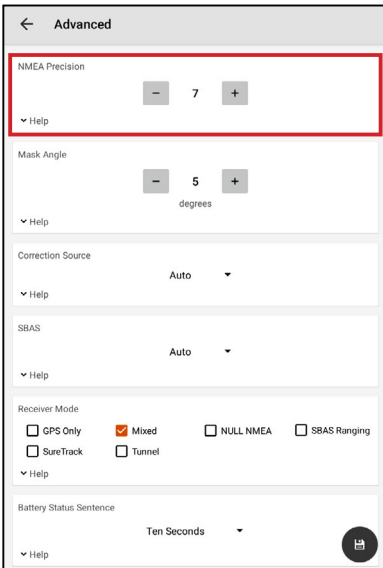 Advanced
NMEA Precision
− 7 +
Help
Mask Angle
− 5 +
degrees
Help
Correction Source
Auto
Help
SBAS
Auto
Help
Receiver Mode
GPS Only Mixed NULL NMEA SBAS Ranging
SureTrack Tunnel
Help
Battery Status Sentence
Ten Seconds
Help